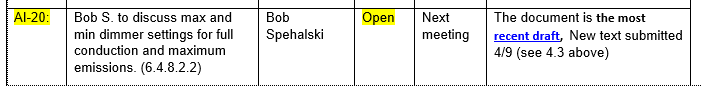 AI-20:
Bob S. to discuss max and
min dimmer settings for full
conduction and maximum
emissions. (6.4.8.2.2)
Bob
Spehalski
Open
Next
meeting
The document is the most
recent draft, New text submitted
4/9 (see 4.3 above)